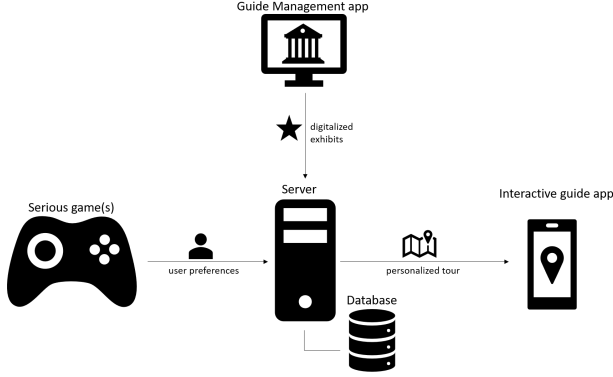 Guide Management app
digitalized
exhibits
Server
Serious game(s)
Interactive guide app
user preferences
personalized tour
Database